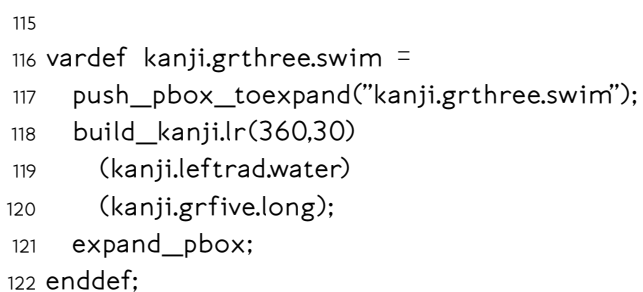 115
116 vardef kanji.grthree.swim =
117 push_pbox_toexpand("kanji.grthree.swim");
118 build_kanji.lr(360,30)
119 (kanji.leftrad.water)
120 (kanji.grfive.long);
121 expand_pbox;
122 enddef;